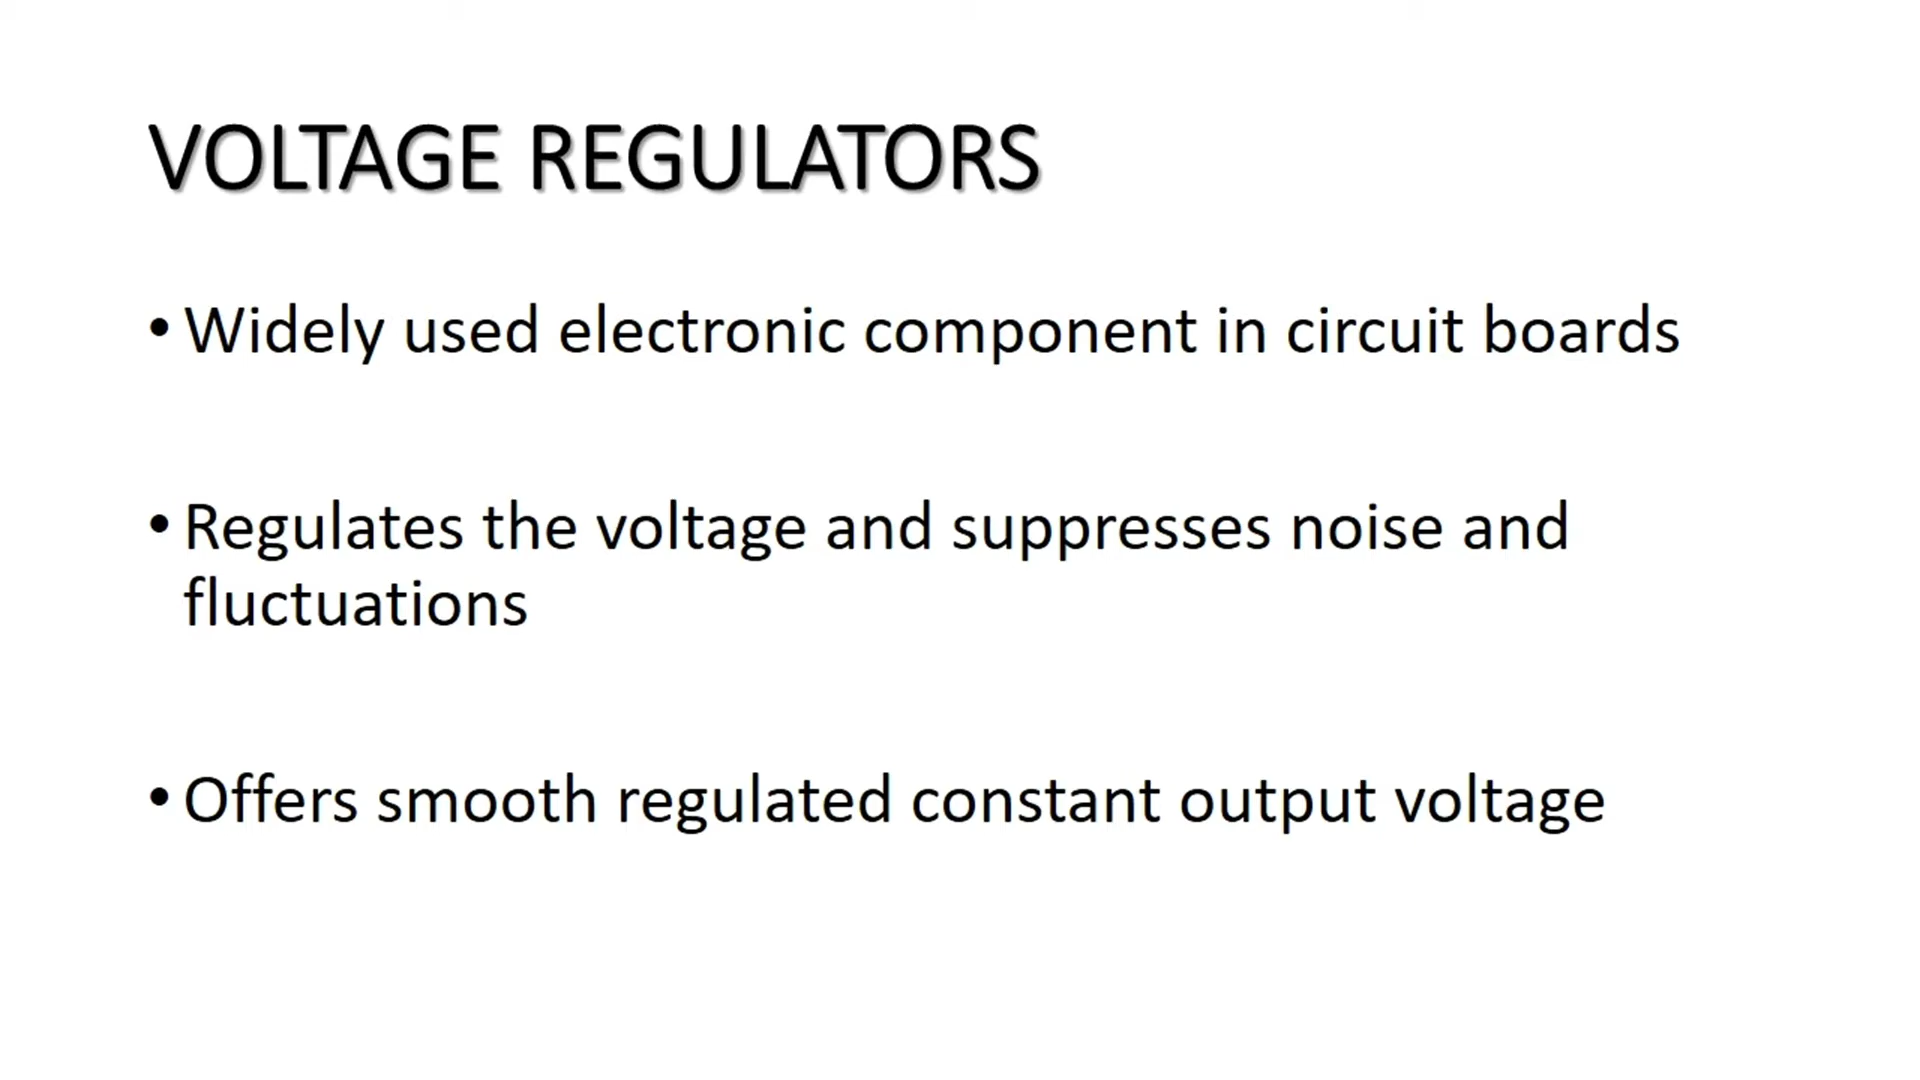 VOLTAGE REGULATORS
• Widely used electronic component in circuit boards
• Regulates the voltage and suppresses noise and
fluctuations
• Offers smooth regulated constant output voltage